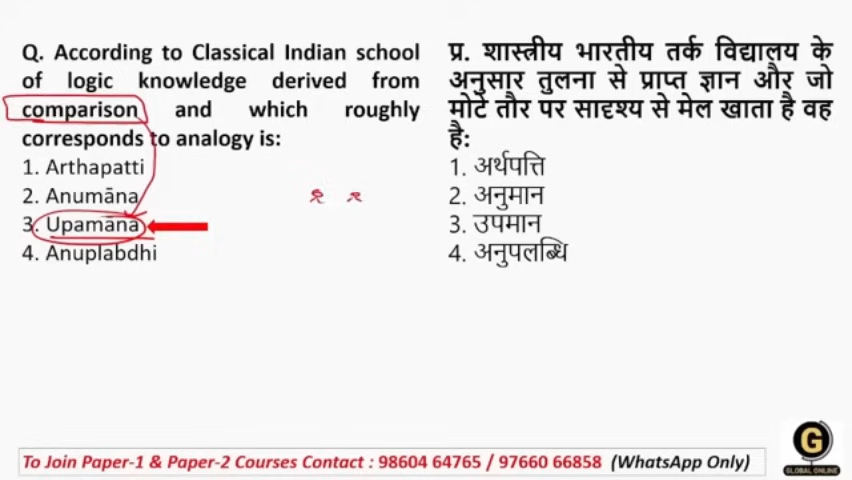 Q. According to Classical Indian school
of logic knowledge derived from
comparison and which roughly
corresponds to analogy is:
1. Arthapatti
2. Anumāna
3. Upamāna
4. Anuplabdhi
प्र. शास्त्रीय भारतीय तर्क विद्यालय के
अनुसार तुलना से प्राप्त ज्ञान और जो
मोटे तौर पर सादृश्य से मेल खाता है वह
है:
1. अर्थपत्ति
2. अनुमान
3. उपमान
4. अनुपलब्धि
G
GLOBAL ONLINE
To Join Paper-1 & Paper-2 Courses Contact : 98604 64765 / 97660 66858 (WhatsApp Only)